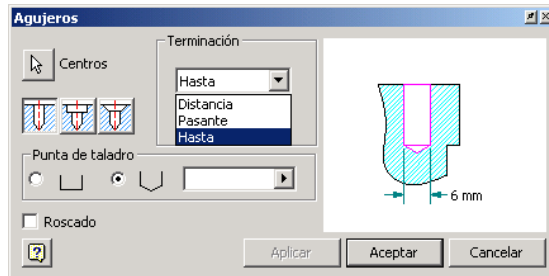 Agujeros
Centros
Terminación
Hasta
Distancia
Pasante
Hasta
Punta de taladro
Roscado
6 mm
Aplicar
Aceptar
Cancelar